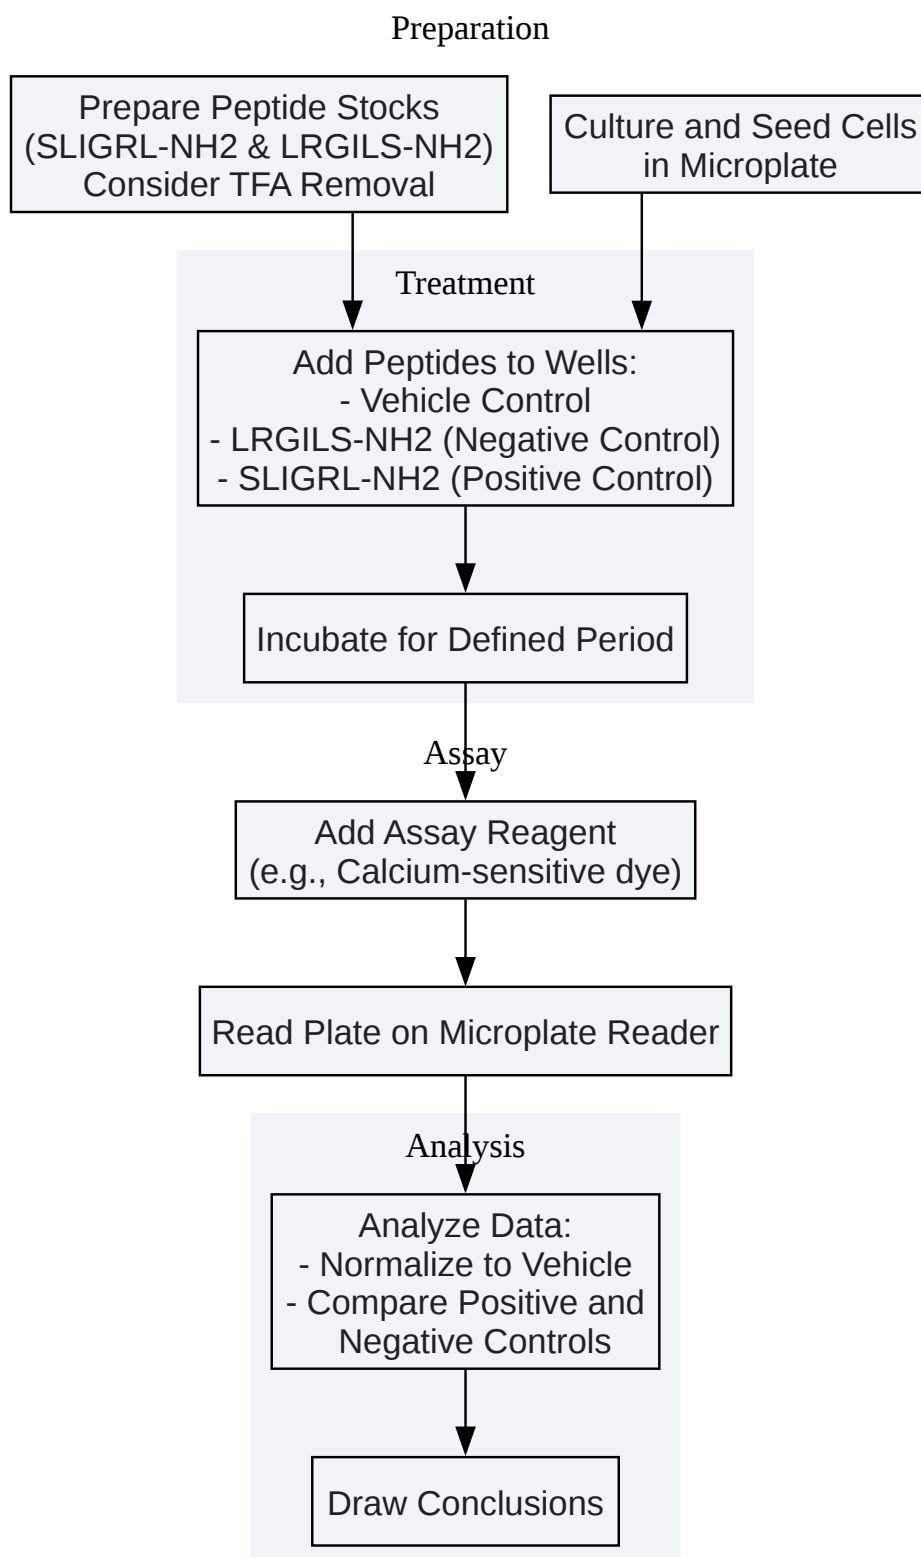 Preparation
Prepare Peptide Stocks
(SLIGRL-NH2 & LRGILS-NH2)
Consider TFA Removal
Culture and Seed Cells
in Microplate
Treatment
Add Peptides to Wells:
- Vehicle Control
- LRGILS-NH2 (Negative Control)
- SLIGRL-NH2 (Positive Control)
Incubate for Defined Period
Assay
Add Assay Reagent
(e.g., Calcium-sensitive dye)
Read Plate on Microplate Reader
Analysis
Analyze Data:
- Normalize to Vehicle
- Compare Positive and
Negative Controls
Draw Conclusions